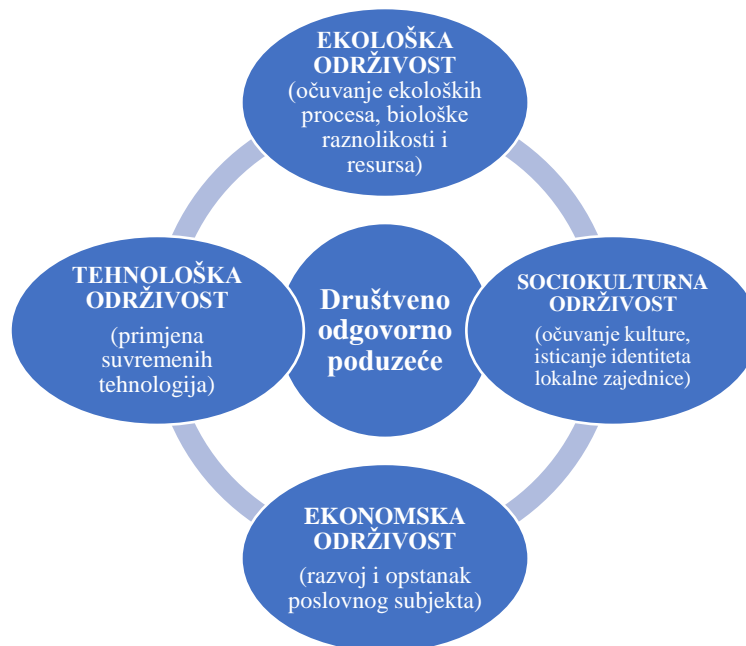 EKOLOŠKA
ODRŽIVOST
(očuvanje ekoloških
procesa, biološke
raznolikosti i
resursa)
TEHNOLOŠKA
ODRŽIVOST
(primjena
suvremenih
tehnologija)
Društveno
odgovorno
poduzeće
SOCIOKULTURNA
ODRŽIVOST
(očuvanje kulture,
isticanje identiteta
lokalne zajednice)
EKONOMSKA
ODRŽIVOST
(razvoj i opstanak
poslovnog subjekta)